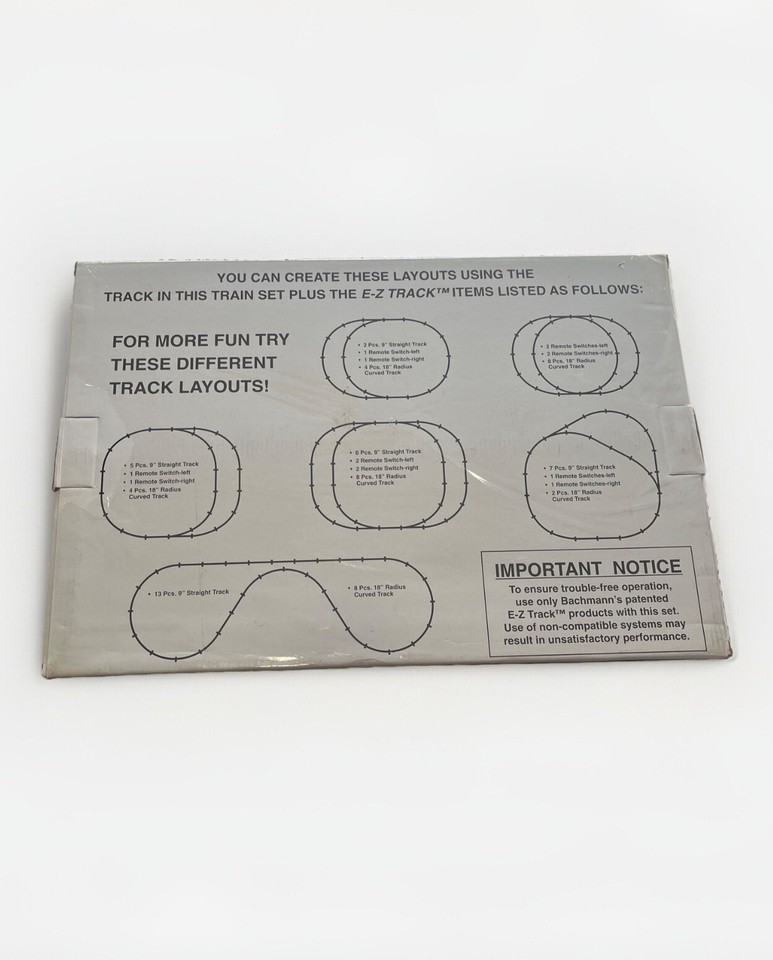 YOU CAN CREATE THESE LAYOUTS USING THE
TRACK IN THIS TRAIN SET PLUS THE E-Z TRACK™ ITEMS LISTED AS FOLLOWS:
FOR MORE FUN TRY
THESE DIFFERENT
TRACK LAYOUTS!
• 2 Pcs. 9" Straight Track
• 1 Remote Switch-left
• 1 Remote Switch-right
• 4 Pcs. 18" Radius
Curved Track
• 2 Remote Switches-left
• 2 Remote Switches-right
• 8 Pcs. 18" Radius
Curved Track
• 5 Pcs. 9" Straight Track
• 1 Remote Switch-left
• 1 Remote Switch-right
• 4 Pcs. 18" Radius
Curved Track
• 6 Pcs. 9" Straight Track
• 2 Remote Switch-left
• 2 Remote Switch-right
• 8 Pcs. 18" Radius
Curved Track
• 7 Pcs. 9" Straight Track
• 1 Remote Switches-left
• 1 Remote Switches-right
• 2 Pcs. 18" Radius
Curved Track
• 13 Pcs. 9" Straight Track
• 8 Pcs. 18" Radius
Curved Track
IMPORTANT NOTICE
To ensure trouble-free operation,
use only Bachmann's patented
E-Z Track™ products with this set.
Use of non-compatible systems may
result in unsatisfactory performance.